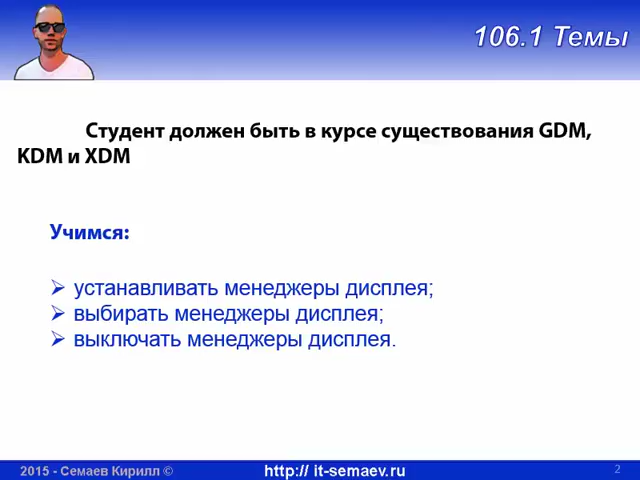 106.1 Темы
Студент должен быть в курсе существования GDM,
KDM и XDM
Учимся:
устанавливать менеджеры дисплея;
выбирать менеджеры дисплея;
выключать менеджеры дисплея.
2015 - Семаев Кирилл © http:// it-semaev.ru 2